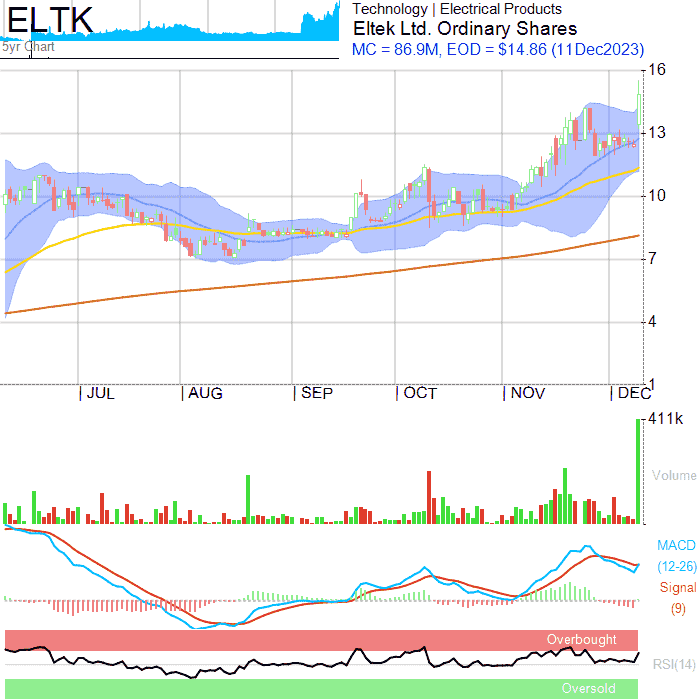 ELTK
5yr Chart
Technology | Electrical Products
Eltek Ltd. Ordinary Shares
MC = 86.9M, EOD = $14.86 (11Dec2023)
16
13
10
7
4
1
JUL
AUG
SEP
OCT
NOV
DEC
411k
Volume
MACD
(12-26)
Signal
(9)
Overbought
RSI(14)
Oversold